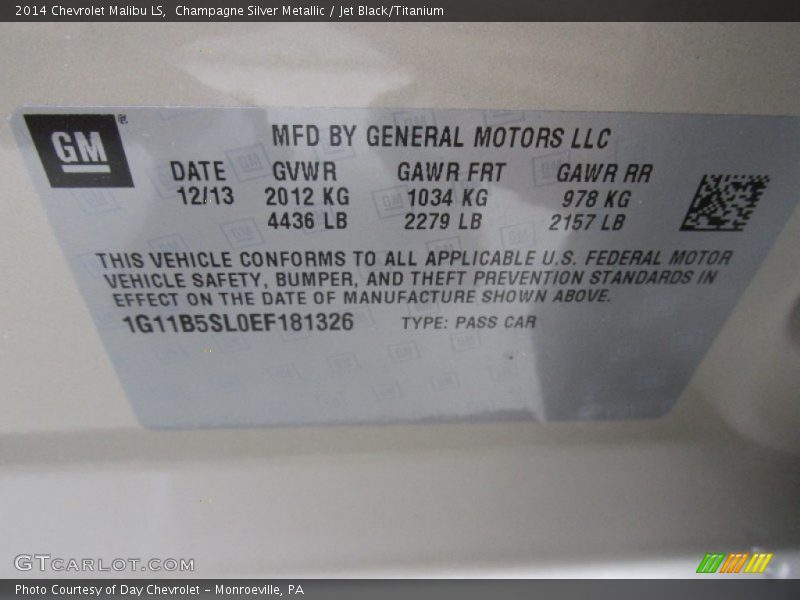 2014 Chevrolet Malibu LS,  Champagne Silver Metallic / Jet Black/Titanium
GM ®
MFD BY GENERAL MOTORS LLC
DATE GVWR GAWR FRT GAWR RR
12/13 2012 KG 1034 KG 978 KG
4436 LB 2279 LB 2157 LB
THIS VEHICLE CONFORMS TO ALL APPLICABLE U.S. FEDERAL MOTOR
VEHICLE SAFETY, BUMPER, AND THEFT PREVENTION STANDARDS IN
EFFECT ON THE DATE OF MANUFACTURE SHOWN ABOVE.
1G11B5SL0EF181326 TYPE: PASS CAR
GTCARLOT.COM
Photo Courtesy of Day Chevrolet - Monroeville, PA